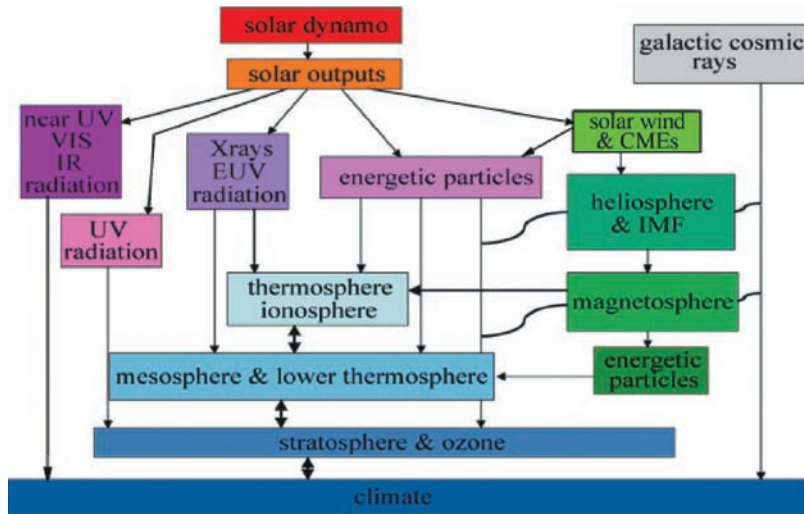 solar dynamo
solar outputs
galactic cosmic
rays
near UV
VIS
IR
radiation
Xrays
EUV
radiation
energetic particles
solar wind
& CMEs
UV
radiation
heliosphere
& IMF
thermosphere
ionosphere
magnetosphere
mesosphere & lower thermosphere
energetic
particles
stratosphere & ozone
climate